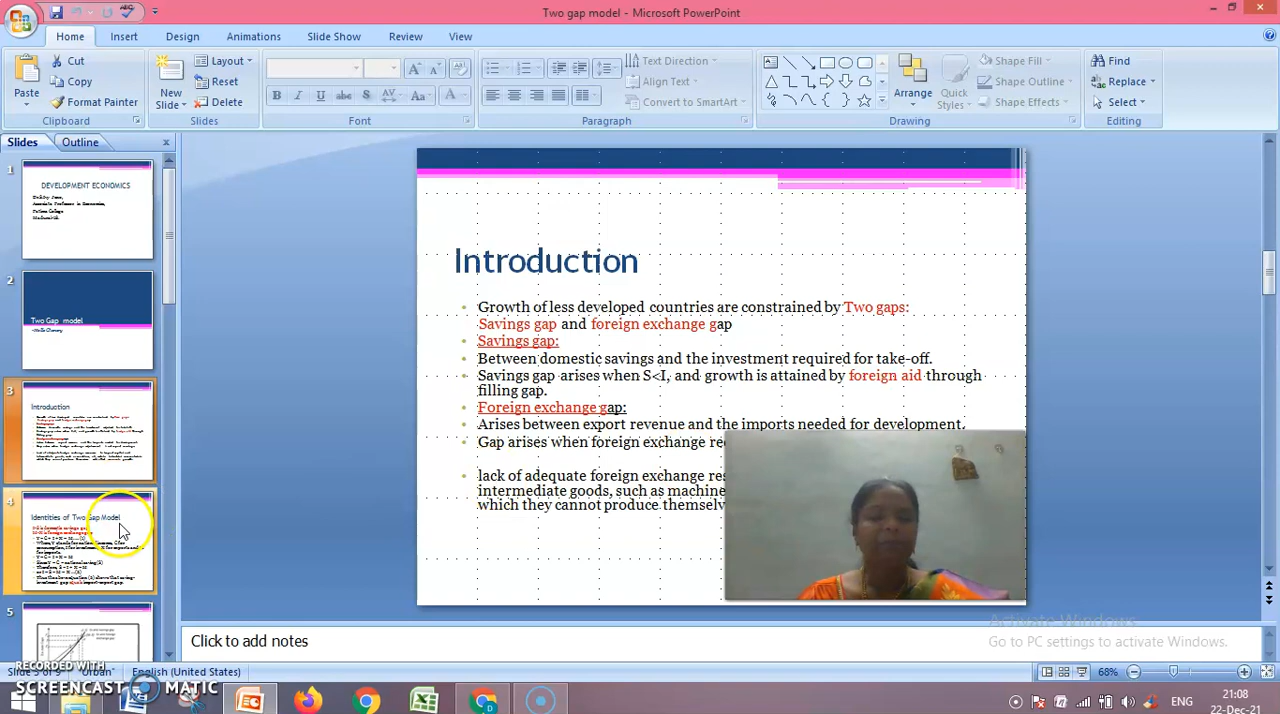 Two gap model - Microsoft PowerPoint
Home Insert Design Animations Slide Show Review View
Paste
Cut
Copy
Format Painter
Clipboard
New Slide
Layout
Reset
Delete
Slides
Font
Text Direction
Align Text
Convert to SmartArt
Paragraph
Arrange
Quick Styles
Shape Fill
Shape Outline
Shape Effects
Drawing
Find
Replace
Select
Editing
Slides Outline
1
DEVELOPMENT ECONOMICS
2
Two Gap model
3
Introduction
4
Identities of Two Gap Model
5
Introduction
Growth of less developed countries are constrained by Two gaps:
Savings gap and foreign exchange gap
Savings gap:
Between domestic savings and the investment required for take-off.
Savings gap arises when S<I, and growth is attained by foreign aid through
filling gap.
Foreign exchange gap:
Arises between export revenue and the imports needed for development.
Gap arises when foreign exchange
lack of adequate foreign exchange
intermediate goods, such as
which they cannot produce
Click to add notes
Activate Windows
Go to PC settings to activate Windows.
English (United States)
68%
RECORDED WITH
SCREENCAST MATIC
ENG
21:08
22-Dec-21